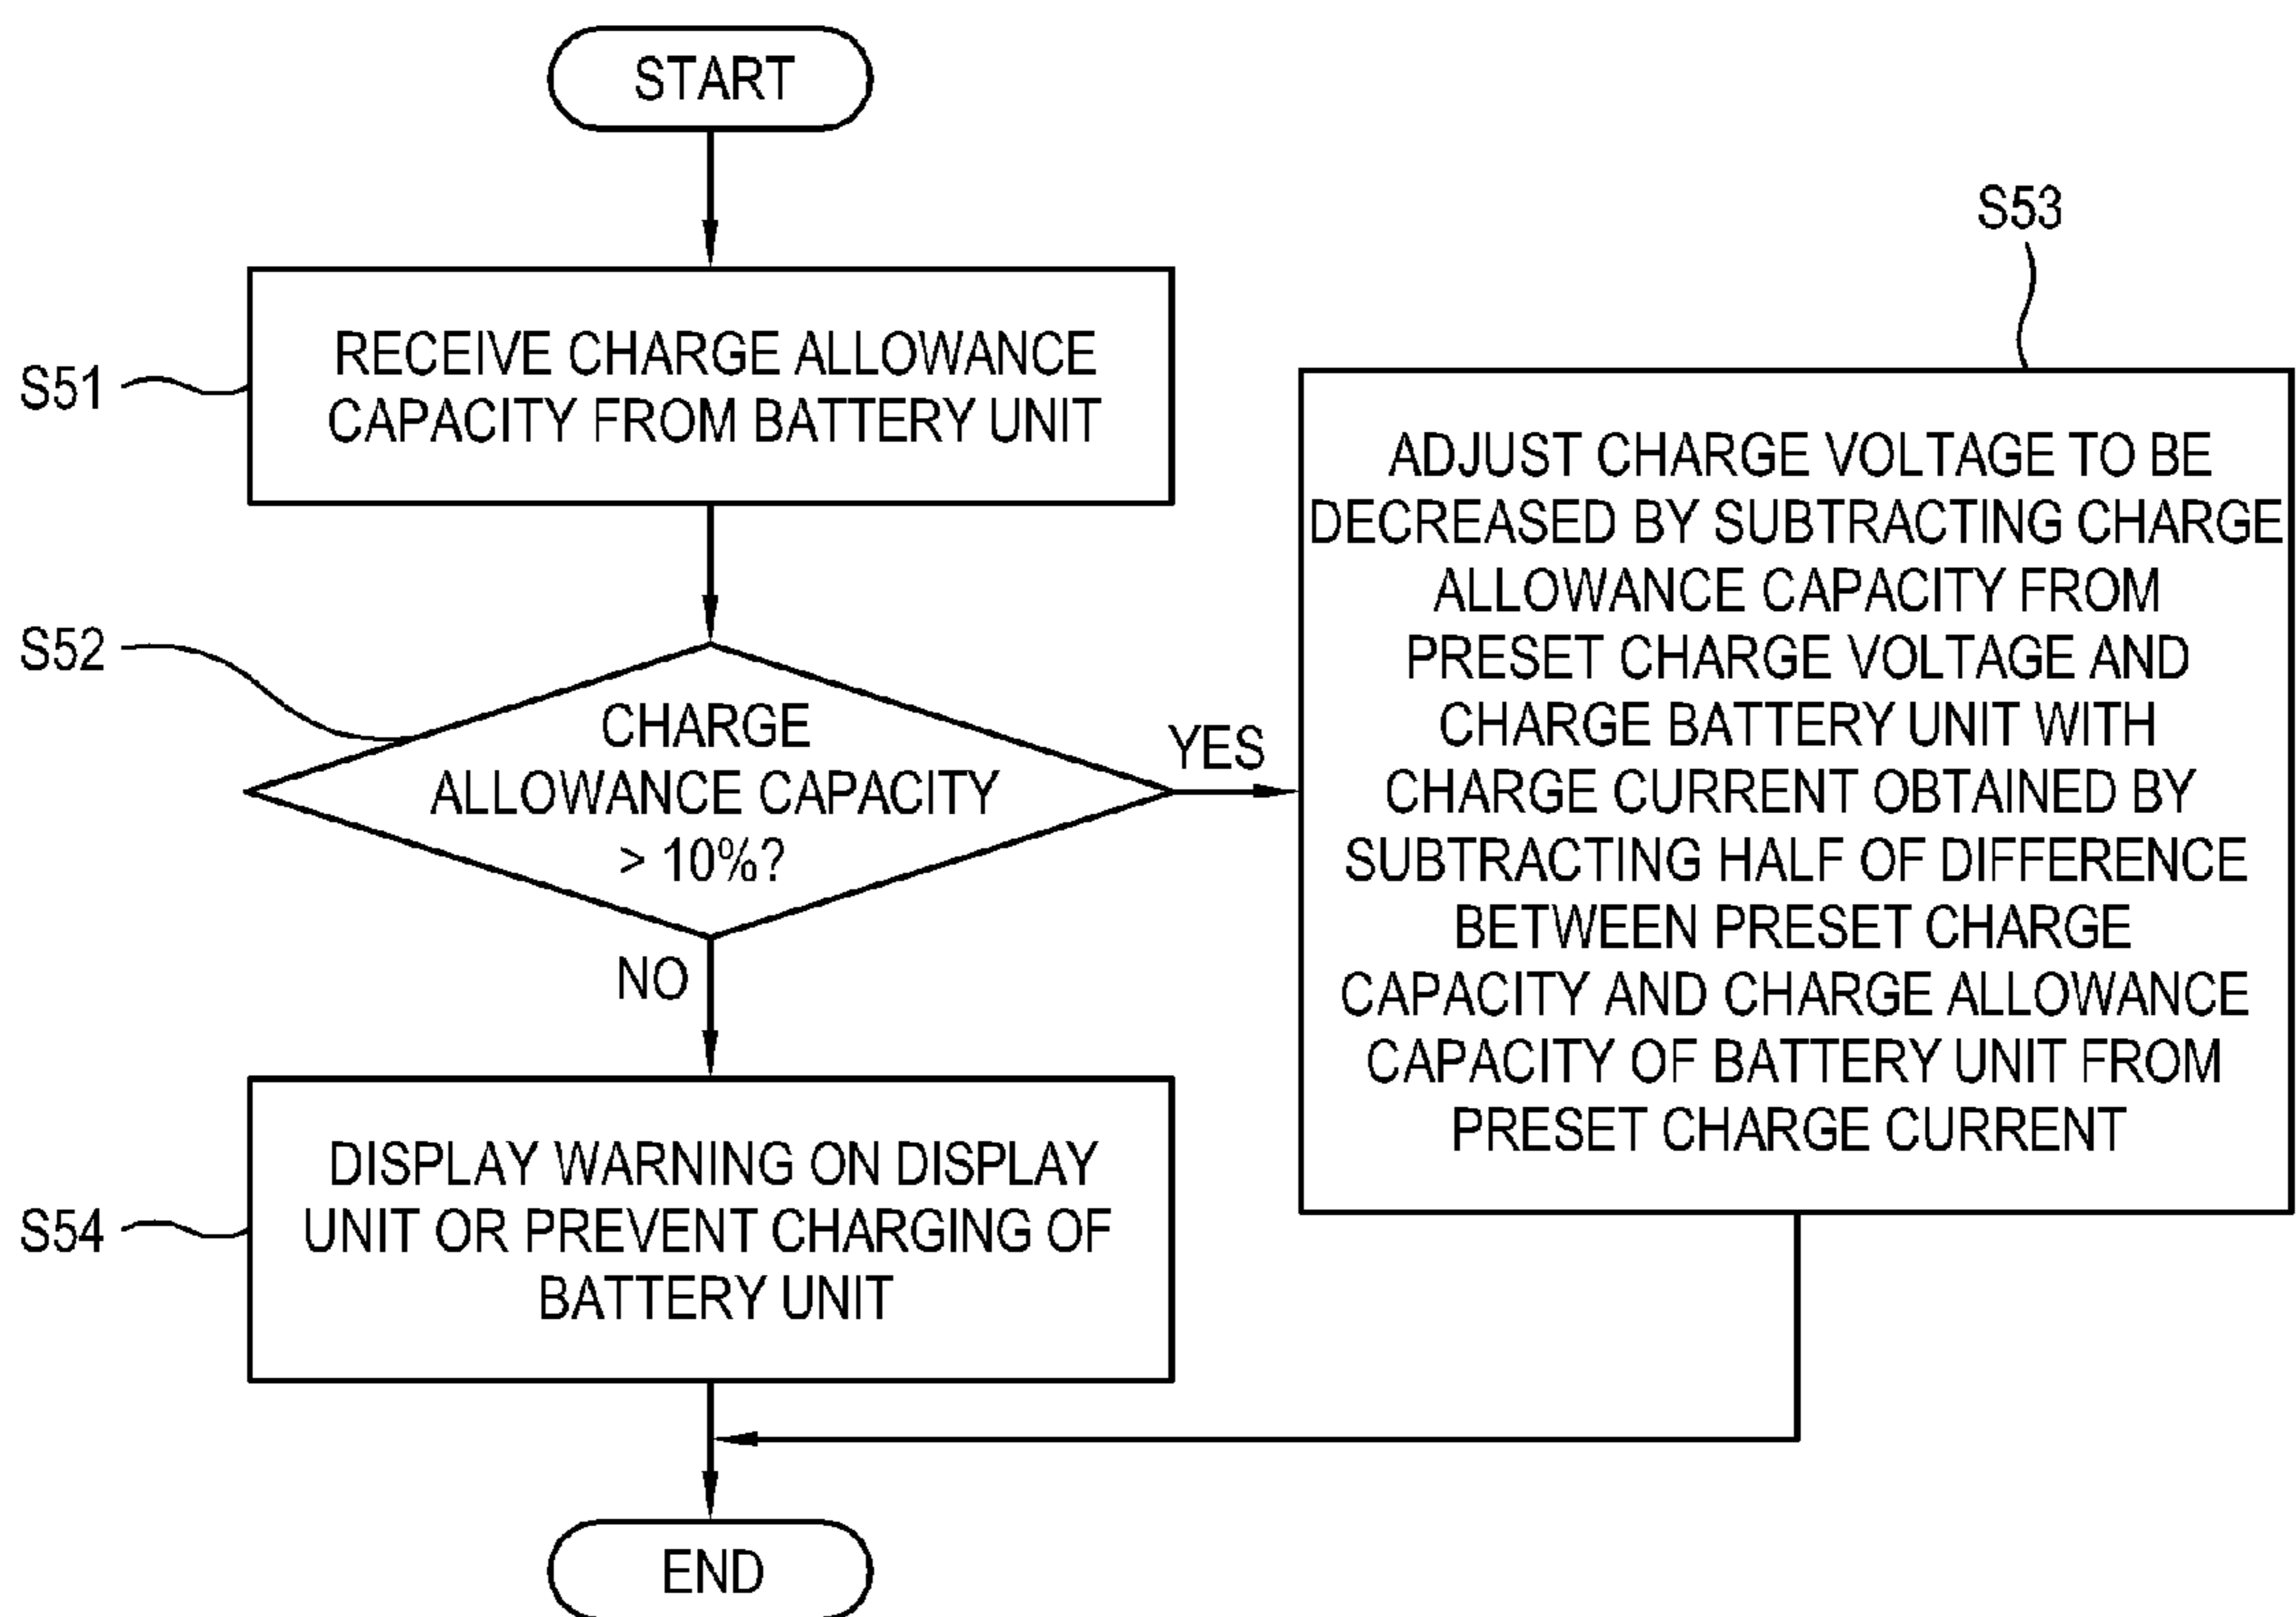 START
S51
RECEIVE CHARGE ALLOWANCE
CAPACITY FROM BATTERY UNIT
S52
CHARGE
ALLOWANCE CAPACITY
> 10%?
YES
NO
S53
ADJUST CHARGE VOLTAGE TO BE
DECREASED BY SUBTRACTING CHARGE
ALLOWANCE CAPACITY FROM
PRESET CHARGE VOLTAGE AND
CHARGE BATTERY UNIT WITH
CHARGE CURRENT OBTAINED BY
SUBTRACTING HALF OF DIFFERENCE
BETWEEN PRESET CHARGE
CAPACITY AND CHARGE ALLOWANCE
CAPACITY OF BATTERY UNIT FROM
PRESET CHARGE CURRENT
S54
DISPLAY WARNING ON DISPLAY
UNIT OR PREVENT CHARGING OF
BATTERY UNIT
END